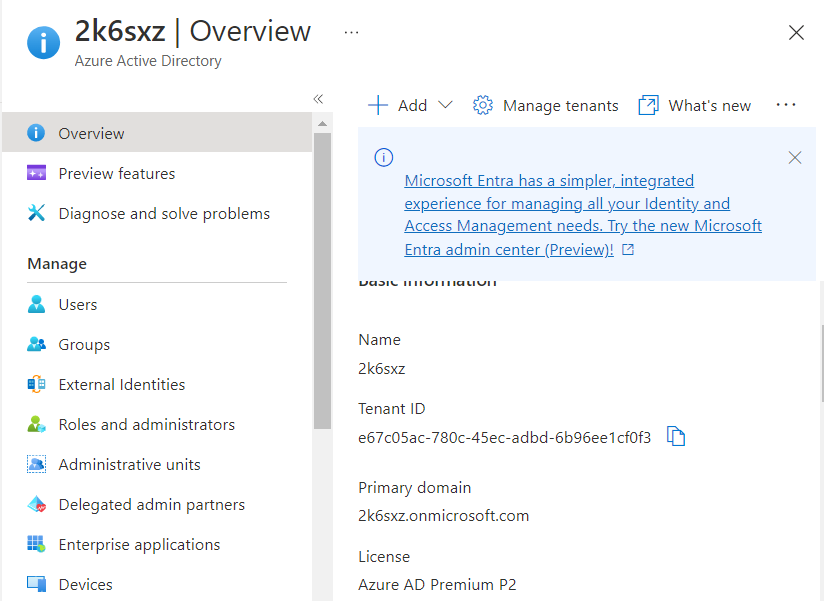 2k6sxz | Overview ...
Azure Active Directory
«
Overview
Preview features
Diagnose and solve problems
Manage
Users
Groups
External Identities
Roles and administrators
Administrative units
Delegated admin partners
Enterprise applications
Devices
Add
Manage tenants
What's new
...
Microsoft Entra has a simpler, integrated
experience for managing all your Identity and
Access Management needs. Try the new Microsoft
Entra admin center (Preview)!
Basic information
Name
2k6sxz
Tenant ID
e67c05ac-780c-45ec-adbd-6b96ee1cf0f3
Primary domain
2k6sxz.onmicrosoft.com
License
Azure AD Premium P2